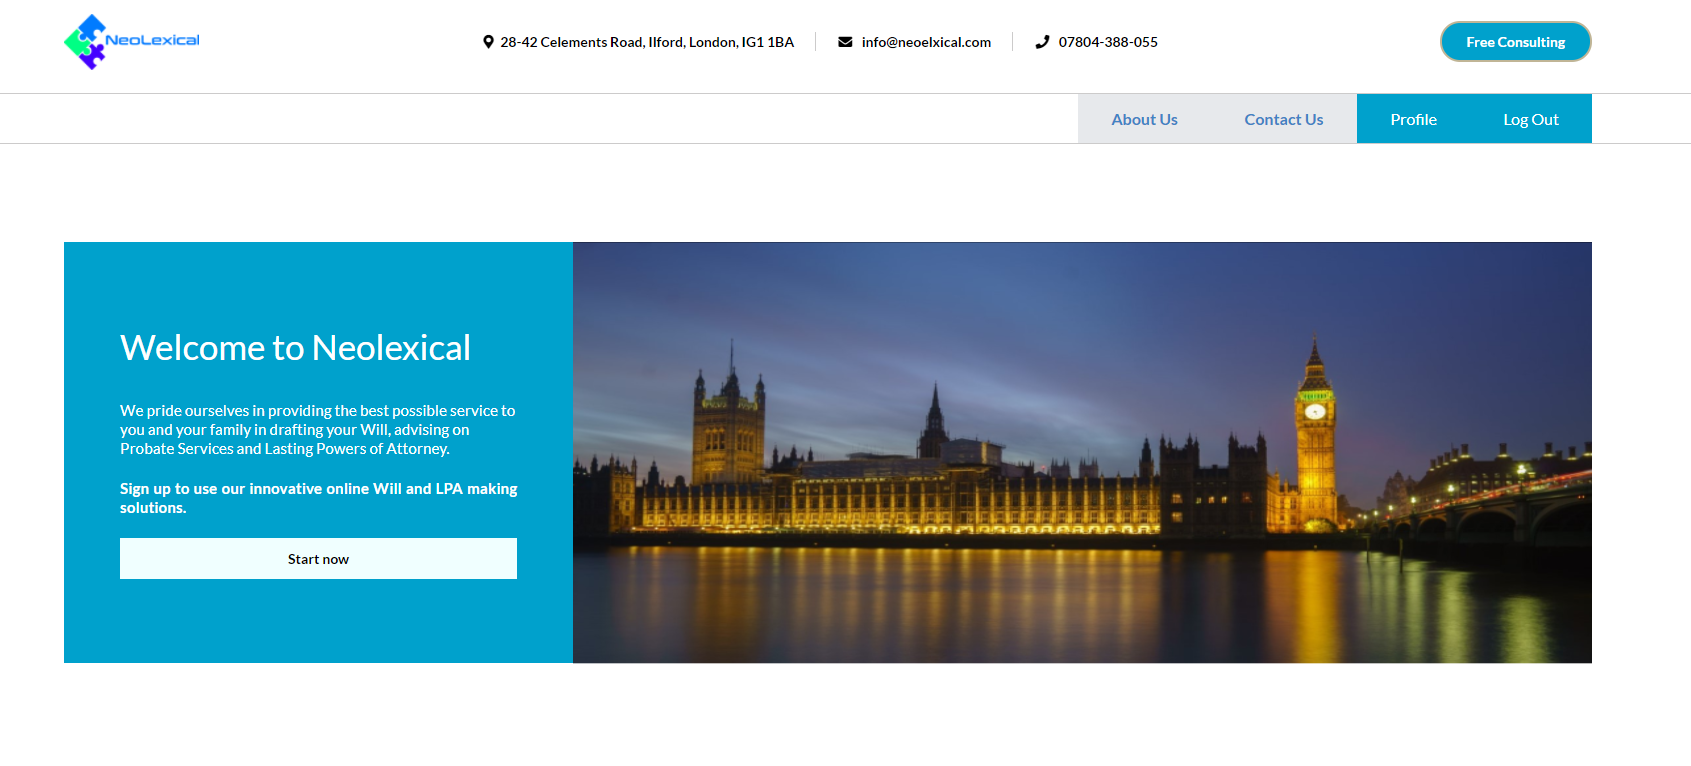 NeoLexical
28-42 Celements Road, Ilford, London, IG1 1BA
info@neoelxical.com
07804-388-055
Free Consulting
About Us
Contact Us
Profile
Log Out
Welcome to Neolexical
We pride ourselves in providing the best possible service to
you and your family in drafting your Will, advising on
Probate Services and Lasting Powers of Attorney.
Sign up to use our innovative online Will and LPA making
solutions.
Start now